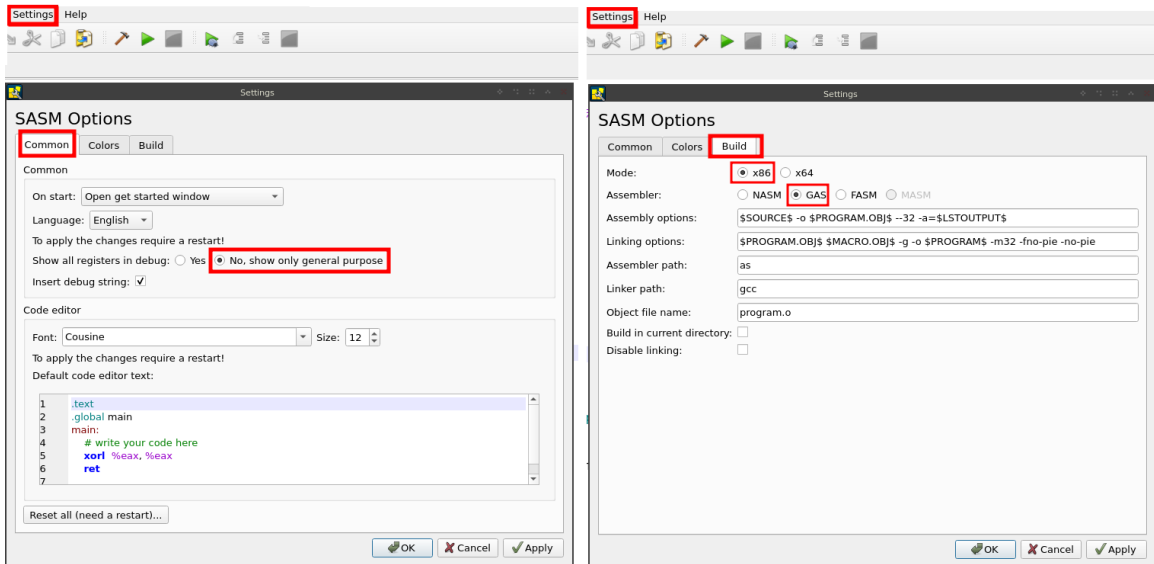 Settings Help
Settings
SASM Options
Common Colors Build
Common
On start: Open get started window
Language: English
To apply the changes require a restart!
Show all registers in debug: Yes No, show only general purpose
Insert debug string:
Code editor
Font: Cousine Size: 12
To apply the changes require a restart!
Default code editor text:
1 .text
2 .global main
3 main:
4 # write your code here
5 xorl %eax, %eax
6 ret
7
Reset all (need a restart)...
OK Cancel Apply
Settings Help
Settings
SASM Options
Common Colors Build
Mode: x86 x64
Assembler: NASM GAS FASM MASM
Assembly options: $SOURCE$ -o $PROGRAM.OBJ$ --32 -a=$LSTOUTPUT$
Linking options: $PROGRAM.OBJ$ $MACRO.OBJ$ -g -o $PROGRAM$ -m32 -fno-pie -no-pie
Assembler path: as
Linker path: gcc
Object file name: program.o
Build in current directory:
Disable linking:
OK Cancel Apply